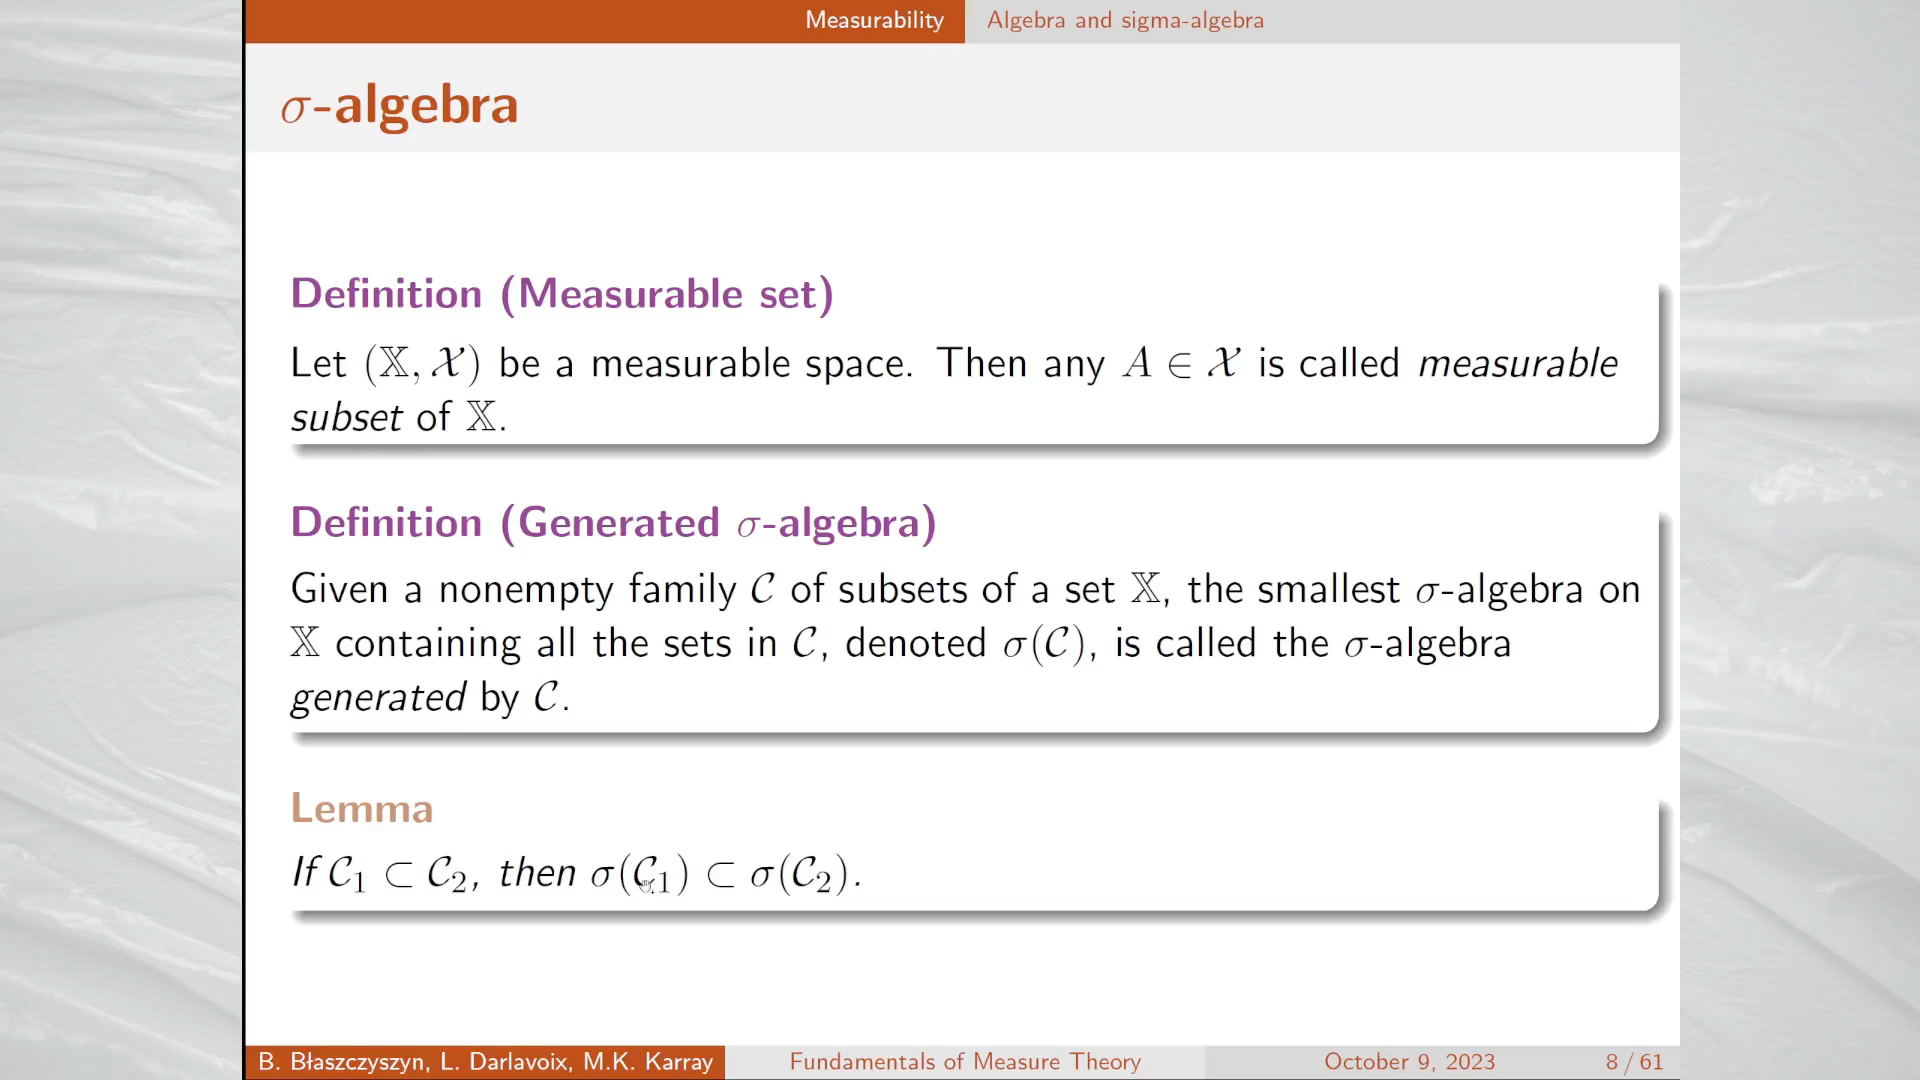 Measurability
Algebra and sigma-algebra
σ-algebra
Definition (Measurable set)
Let (𝕏, 𝒳) be a measurable space. Then any A ∈ 𝒳 is called measurable
subset of 𝕏.
Definition (Generated σ-algebra)
Given a nonempty family 𝒞 of subsets of a set 𝕏, the smallest σ-algebra on
𝕏 containing all the sets in 𝒞, denoted σ(𝒞), is called the σ-algebra
generated by 𝒞.
Lemma
If 𝒞₁ ⊂ 𝒞₂, then σ(𝒞₁) ⊂ σ(𝒞₂).
B. Błaszczyszyn, L. Darlavoix, M.K. Karray
Fundamentals of Measure Theory
October 9, 2023
8 / 61